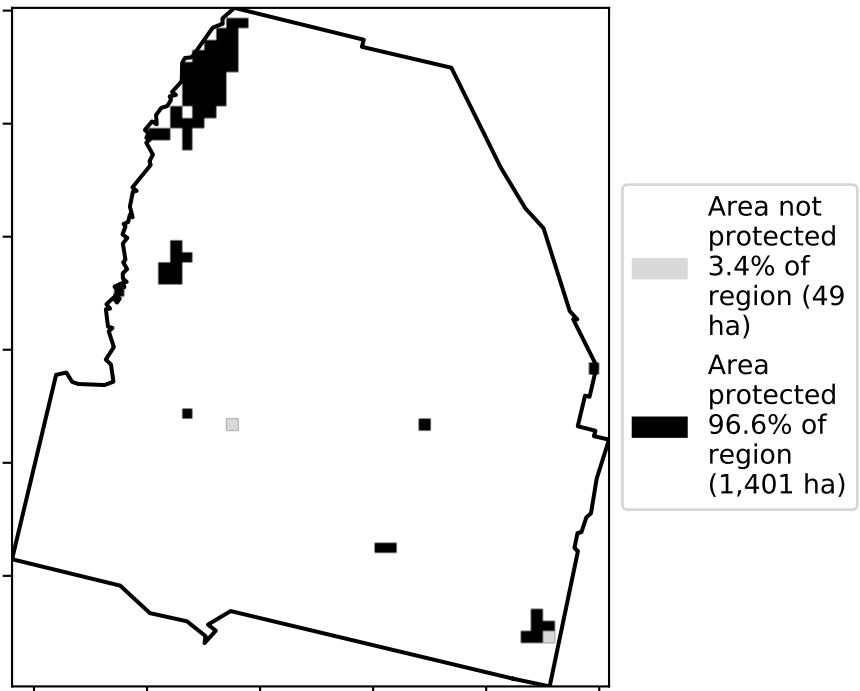 Area not
protected
3.4% of
region (49
ha)
Area
protected
96.6% of
region
(1,401 ha)